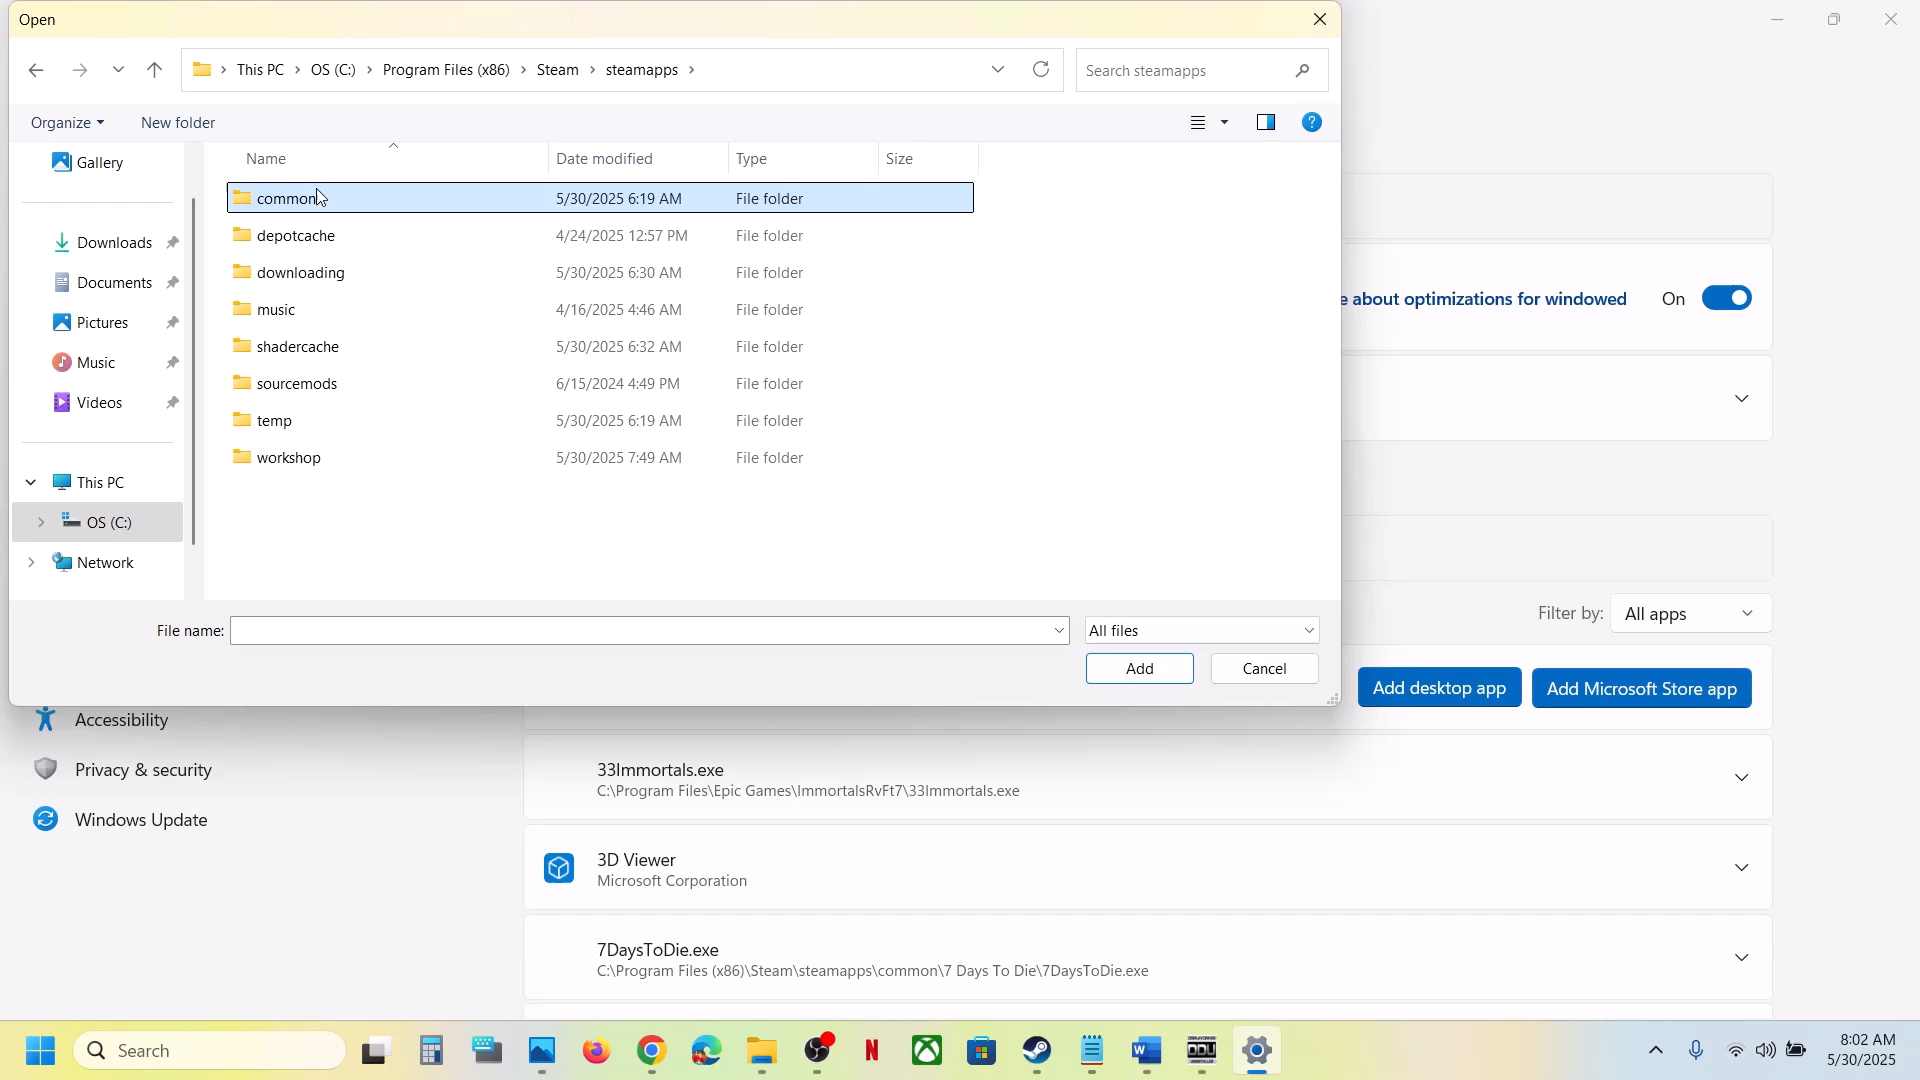 Open
This PC > OS (C:) > Program Files (x86) > Steam > steamapps >
Search steamapps
Organize
New folder
Gallery
Downloads
Documents
Pictures
Music
Videos
This PC
OS (C:)
Network
Name Date modified Type Size
common 5/30/2025 6:19 AM File folder
depotcache 4/24/2025 12:57 PM File folder
downloading 5/30/2025 6:30 AM File folder
music 4/16/2025 4:46 AM File folder
shadercache 5/30/2025 6:32 AM File folder
sourcemods 6/15/2024 4:49 PM File folder
temp 5/30/2025 6:19 AM File folder
workshop 5/30/2025 7:49 AM File folder
File name:
All files
Add
Cancel
e about optimizations for windowed
On
Filter by:
All apps
Add desktop app
Add Microsoft Store app
Accessibility
Privacy & security
Windows Update
33Immortals.exe
C:\Program Files\Epic Games\ImmortalsRvFt7\33Immortals.exe
3D Viewer
Microsoft Corporation
7DaysToDie.exe
C:\Program Files (x86)\Steam\steamapps\common\7 Days To Die\7DaysToDie.exe
Search
DDU
8:02 AM
5/30/2025